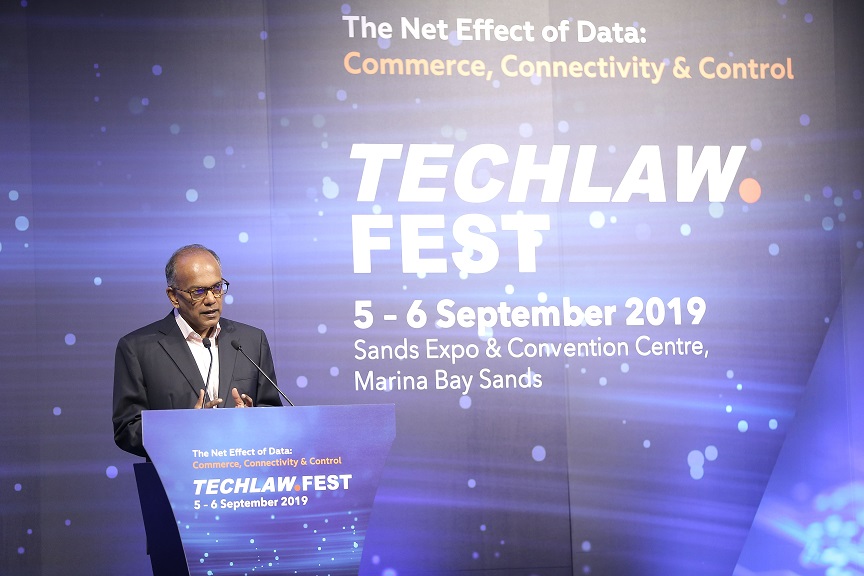 The Net Effect of Data:
Commerce, Connectivity & Control
TECHLAW.
FEST
5 - 6 September 2019
Sands Expo & Convention Centre,
Marina Bay Sands
The Net Effect of Data:
Commerce, Connectivity & Control
TECHLAW.FEST
5 - 6 September 2019